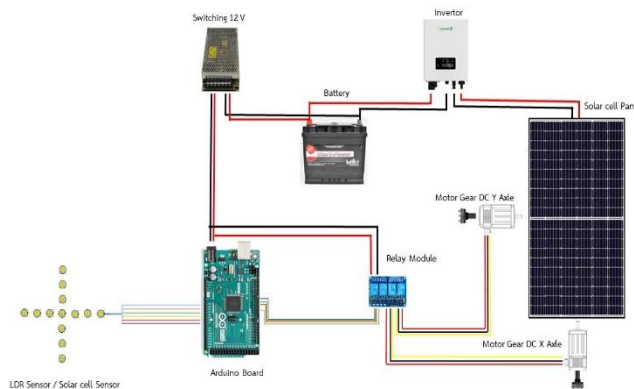 Switching 12 V
Invertor
Battery
Solar cell Pan
Motor Gear DC Y Axle
Relay Module
Motor Gear DC X Axle
Arduino Board
LDR Sensor / Solar cell Sensor